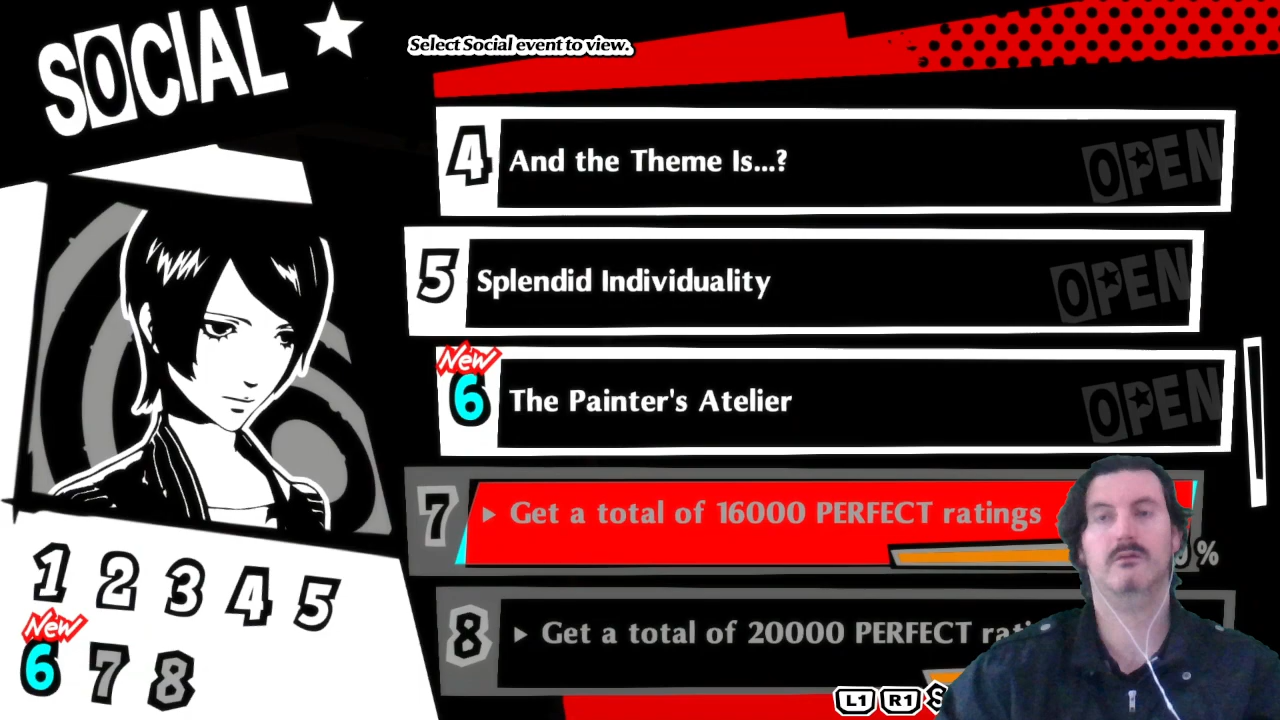 SOCIAL
Select Social event to view.
4 And the Theme Is...? OPEN
5 Splendid Individuality OPEN
New
6 The Painter's Atelier OPEN
7 ▶ Get a total of 16000 PERFECT ratings
%
8 ▶ Get a total of 20000 PERFECT
1 2 3 4 5
New
6 7 8
L1 R1